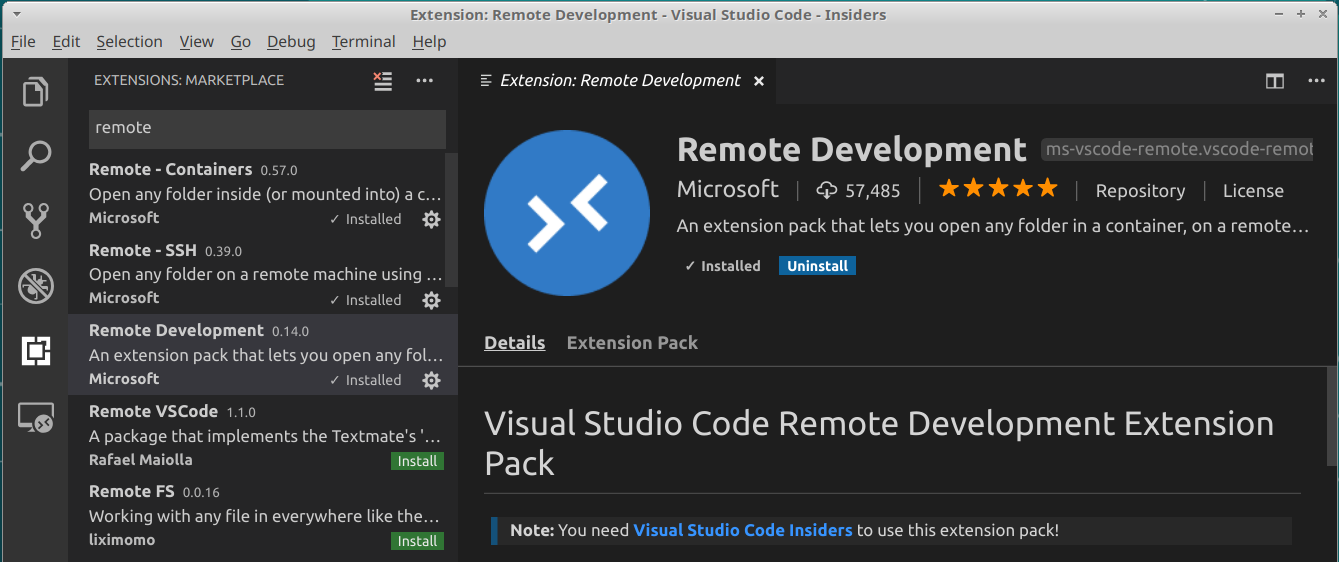 Extension: Remote Development - Visual Studio Code - Insiders
File Edit Selection View Go Debug Terminal Help
EXTENSIONS: MARKETPLACE
remote
Remote - Containers 0.57.0
Open any folder inside (or mounted into) a c...
Microsoft ✓ Installed
Remote - SSH 0.39.0
Open any folder on a remote machine using ...
Microsoft ✓ Installed
Remote Development 0.14.0
An extension pack that lets you open any fol...
Microsoft ✓ Installed
Remote VSCode 1.1.0
A package that implements the Textmate's '...
Rafael Maiolla Install
Remote FS 0.0.16
Working with any file in everywhere like the...
liximomo Install
Extension: Remote Development ×
Remote Development ms-vscode-remote.vscode-remot
Microsoft | 57,485 | ★★★★★ | Repository | License
An extension pack that lets you open any folder in a container, on a remote...
✓ Installed Uninstall
Details Extension Pack
Visual Studio Code Remote Development Extension
Pack
Note: You need Visual Studio Code Insiders to use this extension pack!